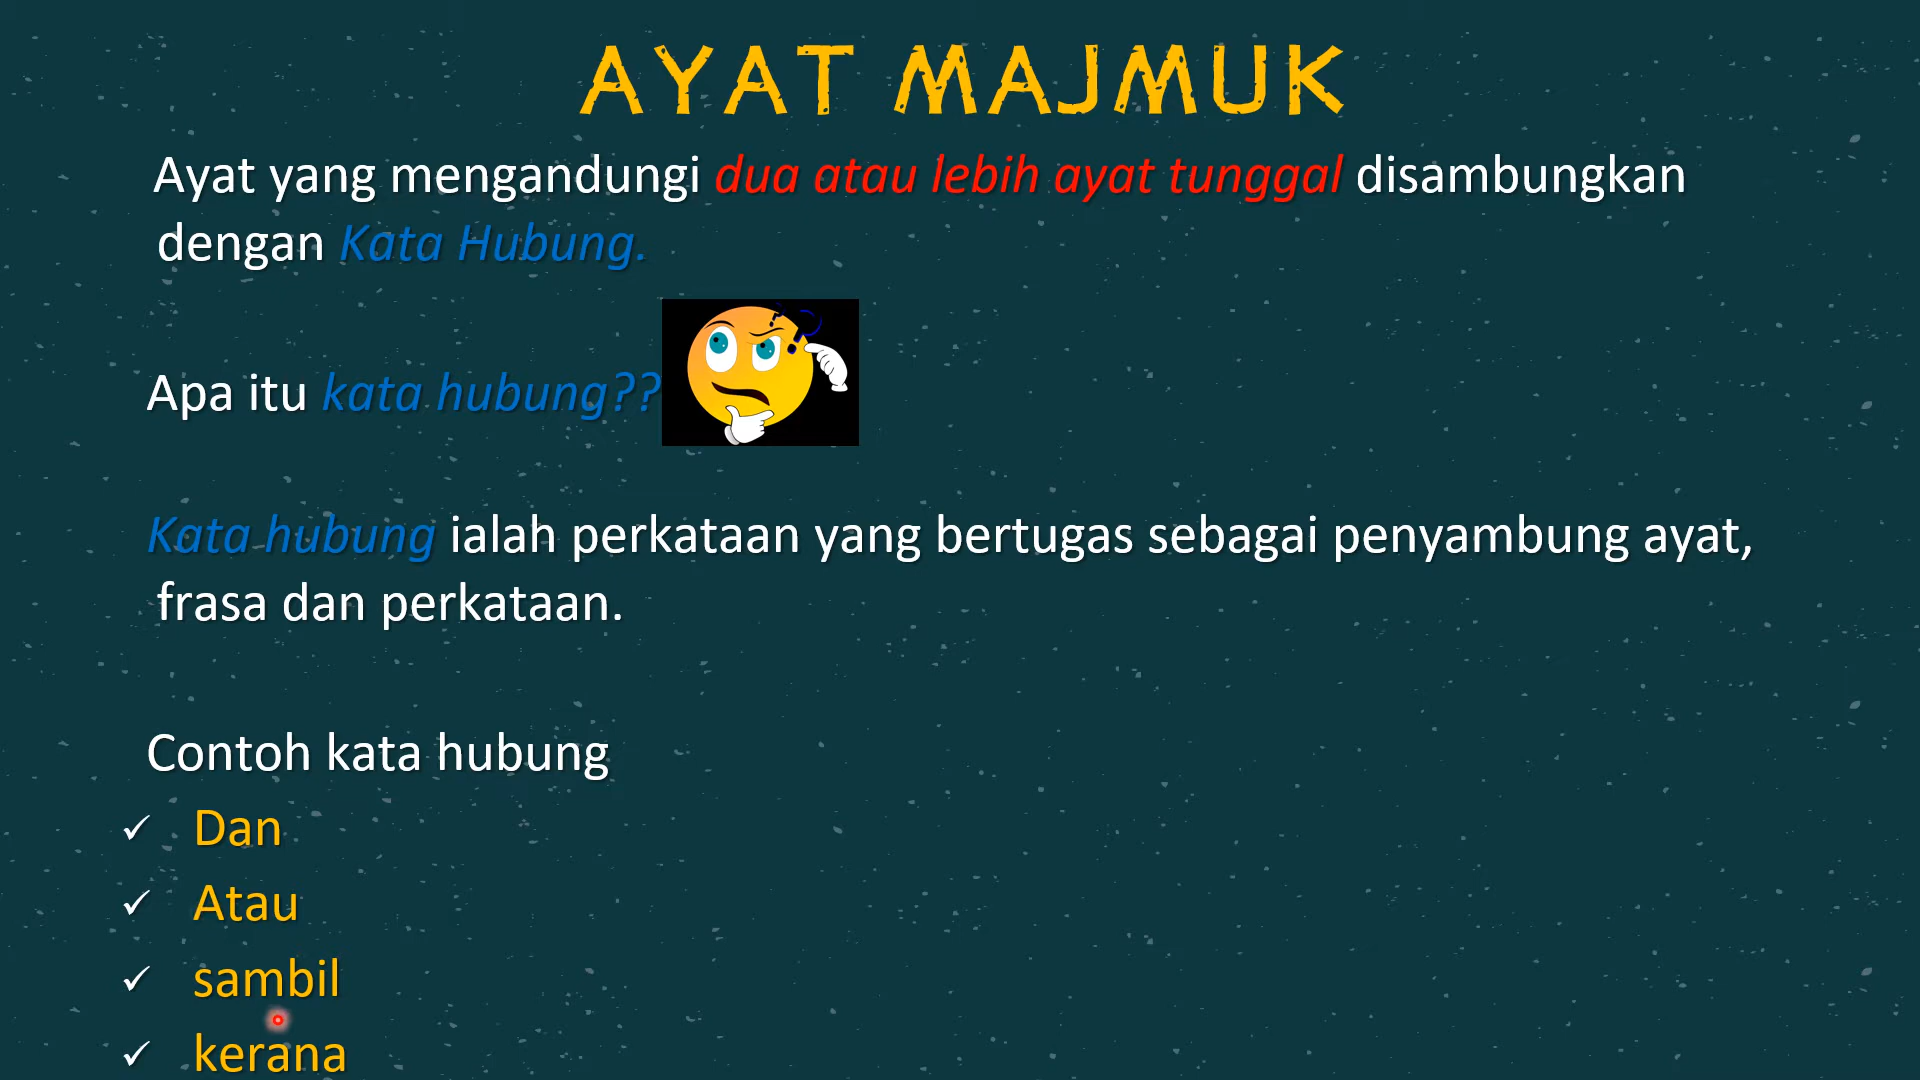 AYAT MAJMUK
Ayat yang mengandungi dua atau lebih ayat tunggal disambungkan
dengan Kata Hubung.
Apa itu kata hubung??
Kata hubung ialah perkataan yang bertugas sebagai penyambung ayat,
frasa dan perkataan.
Contoh kata hubung
✓ Dan
✓ Atau
✓ sambil
✓ kerana